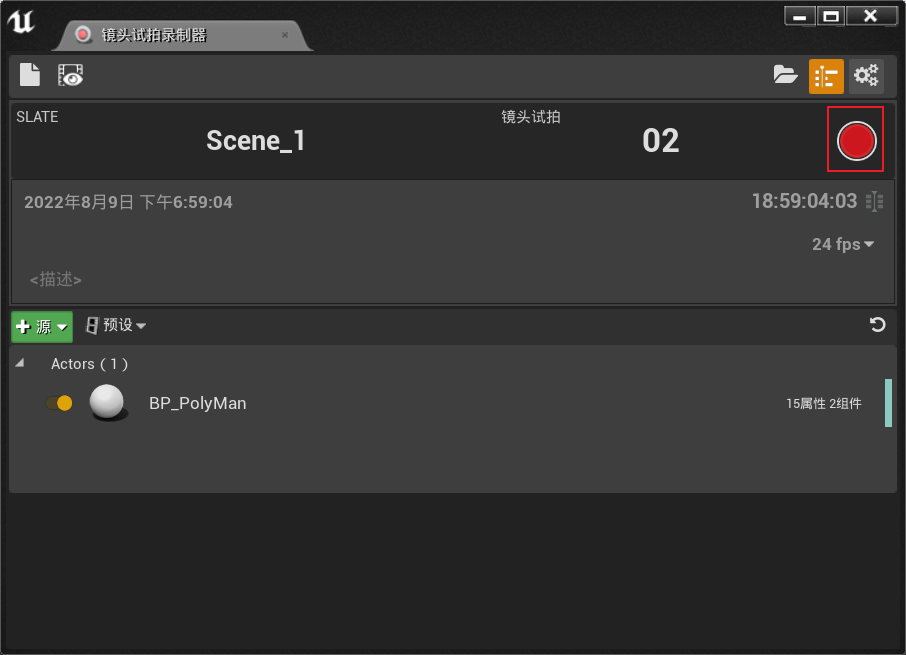 镜头试拍录制器
SLATE
镜头试拍
Scene_1
02
2022年8月9日 下午6:59:04
18:59:04:03
24 fps
<描述>
源
预设
Actors ( 1 )
BP_PolyMan
15属性 2组件